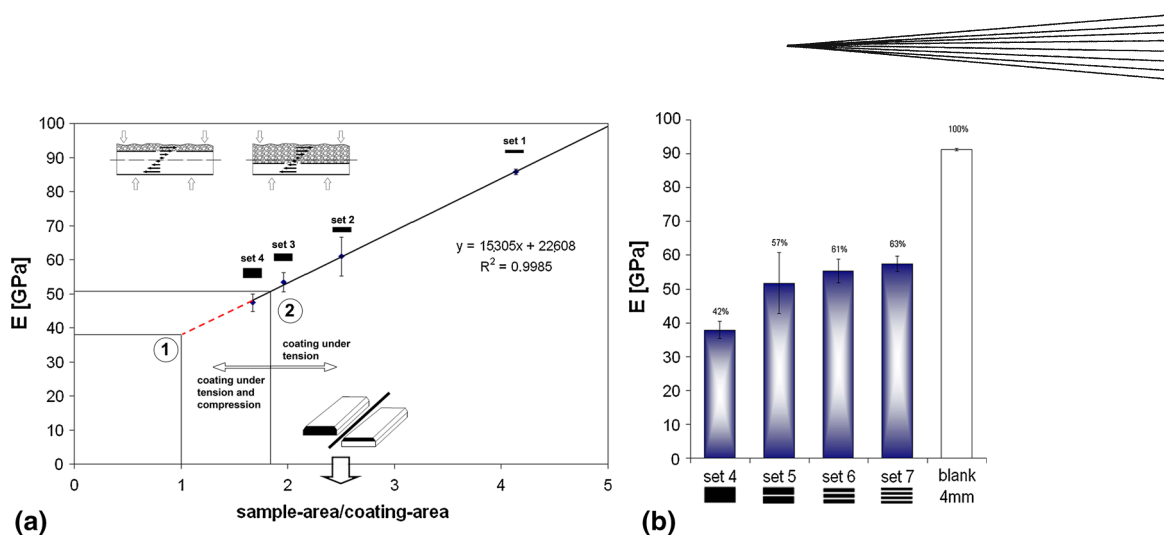 100
90
80
70
60
50
40
30
20
10
0
E [GPa]
set 1
set 2
set 3
set 4
y = 15305x + 22608
R² = 0.9985
1
2
coating under
tension
coating under
tension and
compression
0 1 2 3 4 5
sample-area/coating-area
(a)
100
90
80
70
60
50
40
30
20
10
0
E [GPa]
42%
57%
61%
63%
100%
set 4 set 5 set 6 set 7 blank
4mm
(b)